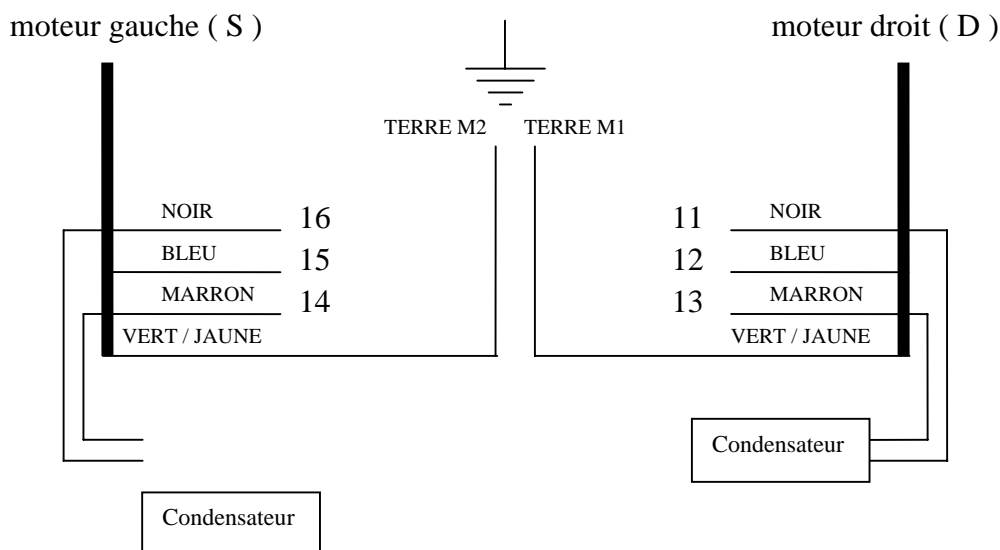 moteur gauche ( S )
moteur droit ( D )
TERRE M2
TERRE M1
NOIR 16
11 NOIR
BLEU 15
12 BLEU
MARRON 14
13 MARRON
VERT / JAUNE
VERT / JAUNE
Condensateur
Condensateur